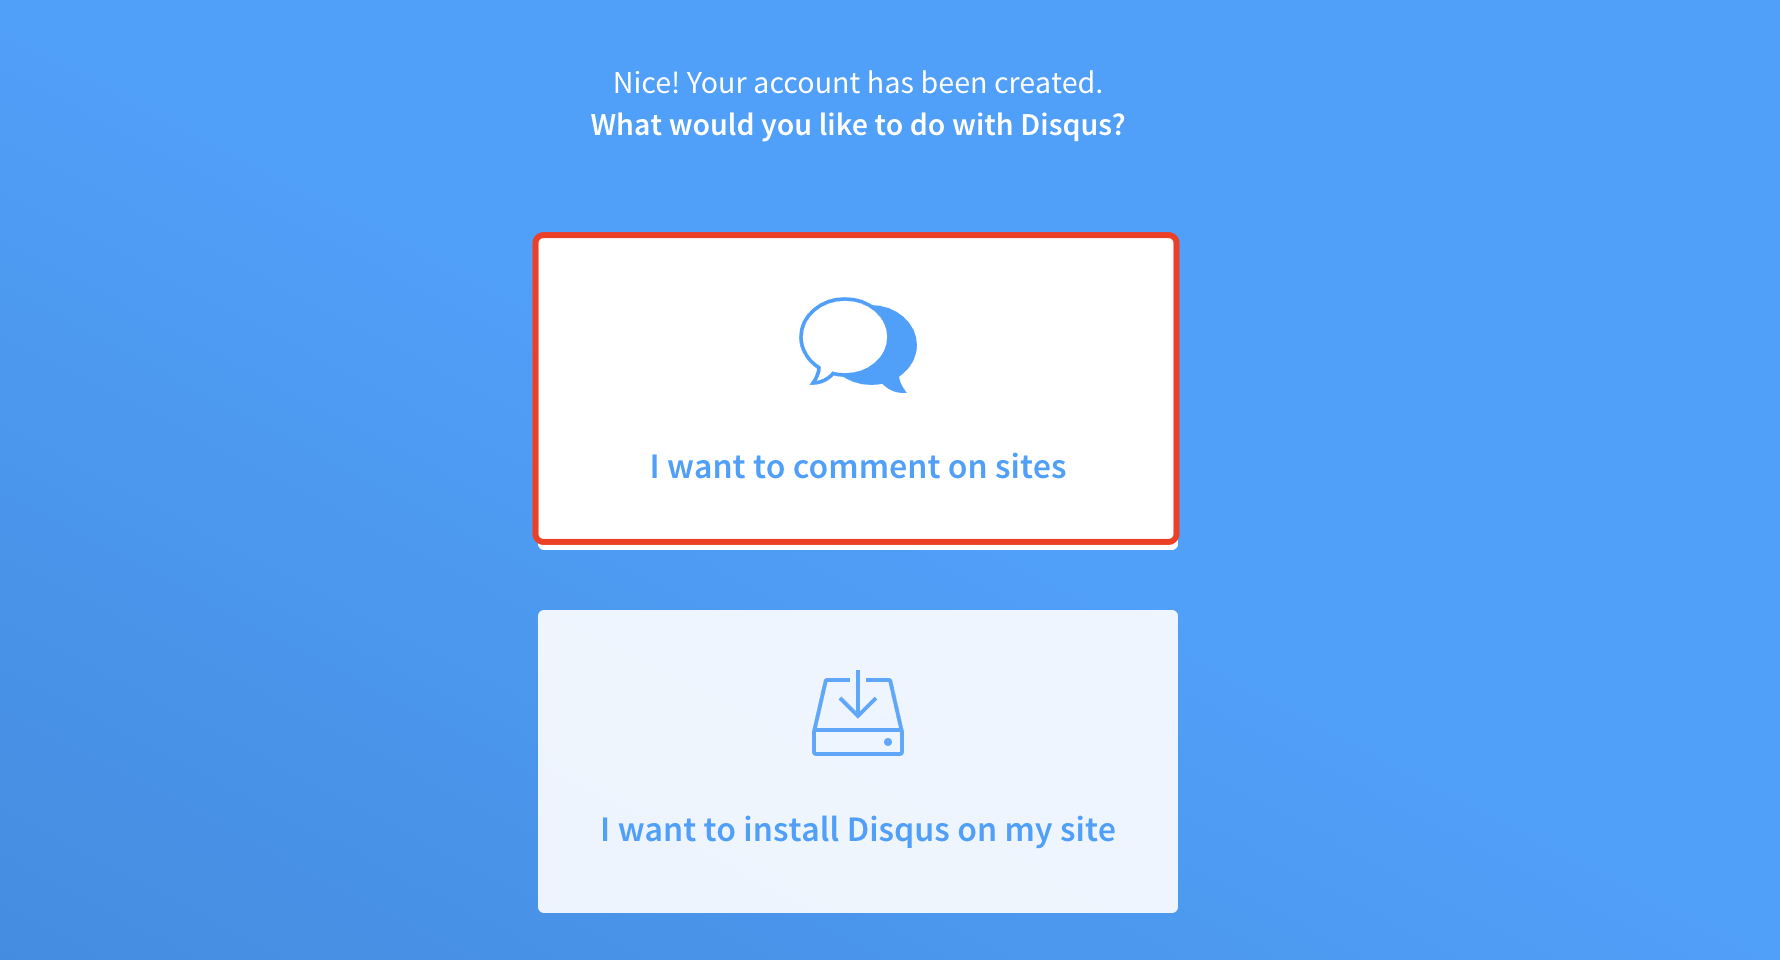 Nice! Your account has been created.
What would you like to do with Disqus?
I want to comment on sites
I want to install Disqus on my site